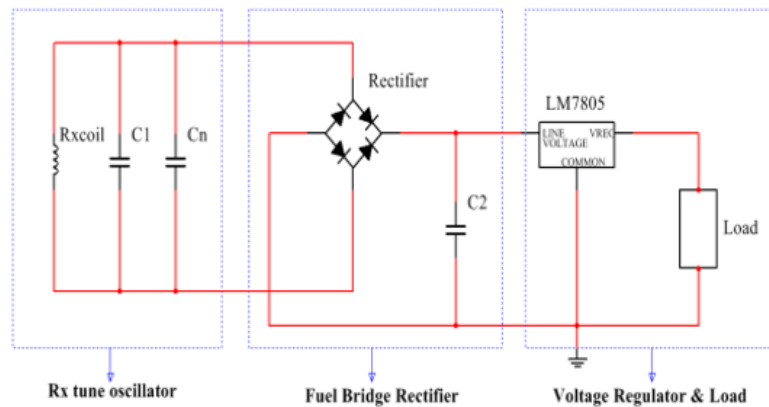 Rectifier
LM7805
Rxcoil
C1
Cn
LINE VREG
VOLTAGE
COMMON
C2
Load
Rx tune oscillator
Fuel Bridge Rectifier
Voltage Regulator & Load